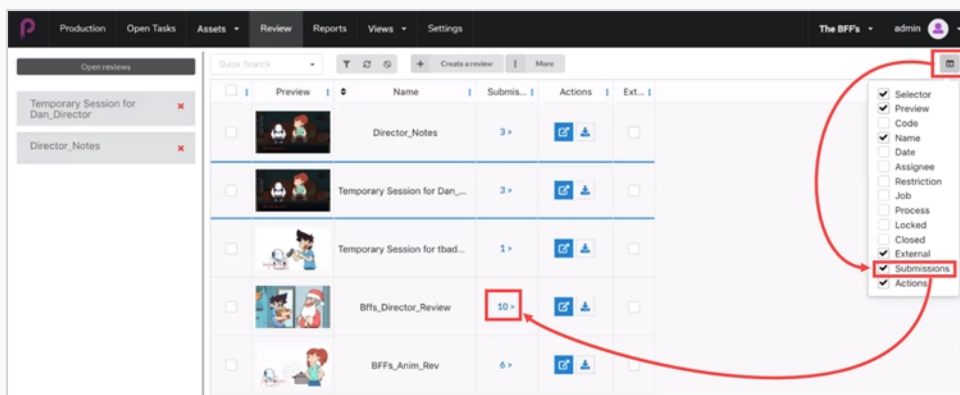 Production Open Tasks Assets Review Reports Views Settings The BFF's admin
Open reviews
Temporary Session for
Dan_Director
Director_Notes
Quick Search + Create a review More
Preview Name Submis... Actions Ext...
Director_Notes 3 >
Temporary Session for Dan_... 3 >
Temporary Session for tbad... 1 >
Bffs_Director_Review 10 >
BFFs_Anim_Rev 6 >
Selector
Preview
Code
Name
Date
Assignee
Restriction
Job
Process
Locked
Closed
External
Submissions
Actions